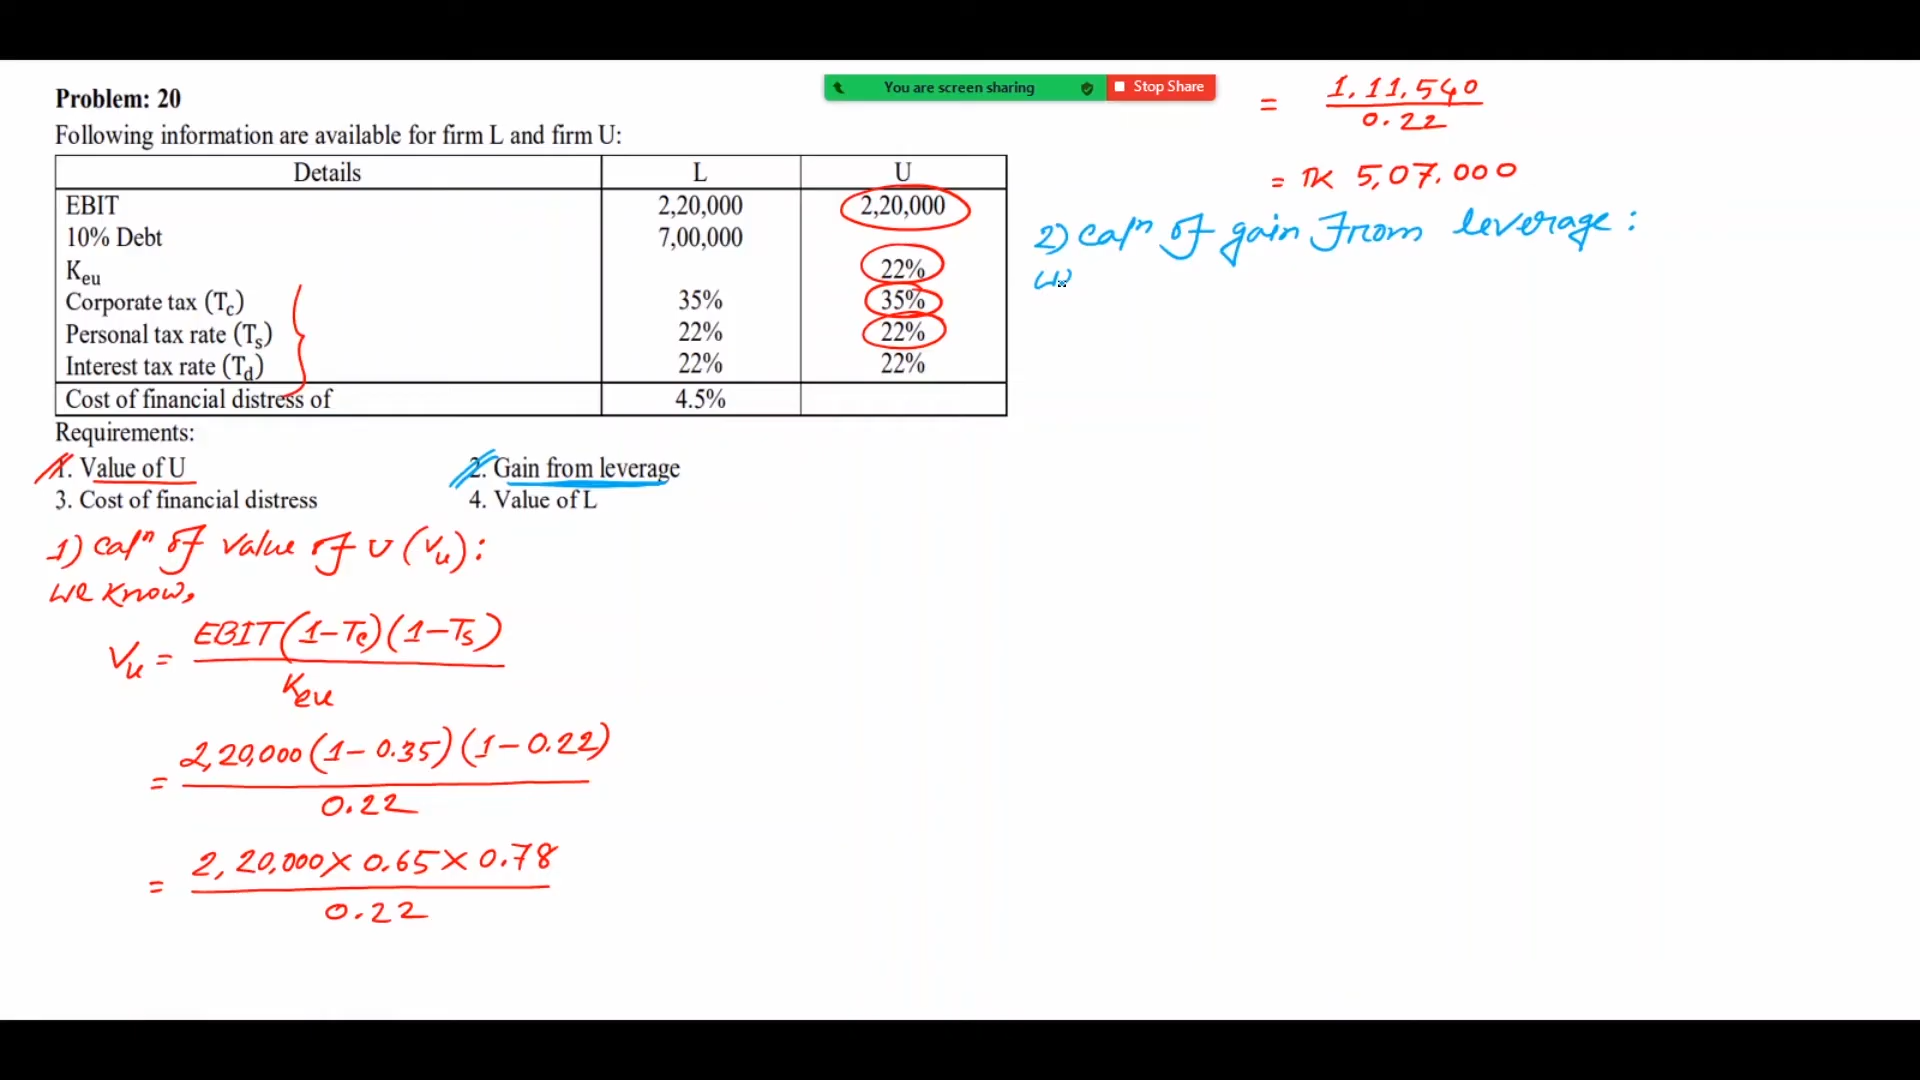 Problem: 20
Following information are available for firm L and firm U:
Details L U
EBIT 2,20,000 2,20,000
10% Debt 7,00,000
Keu 22%
Corporate tax (Tc) 35% 35%
Personal tax rate (Ts) 22% 22%
Interest tax rate (Td) 22% 22%
Cost of financial distress of 4.5%
Requirements:
1. Value of U 2. Gain from leverage
3. Cost of financial distress 4. Value of L
1) Calⁿ of value of U (Vu):
we know,
Vu = EBIT(1-Tc)(1-Ts) / Keu
= 2,20,000(1-0.35)(1-0.22) / 0.22
= 2,20,000 X 0.65 X 0.78 / 0.22
You are screen sharing Stop Share
= 1,11,540 / 0.22
= TK 5,07,000
2) Calⁿ of gain From leverage: